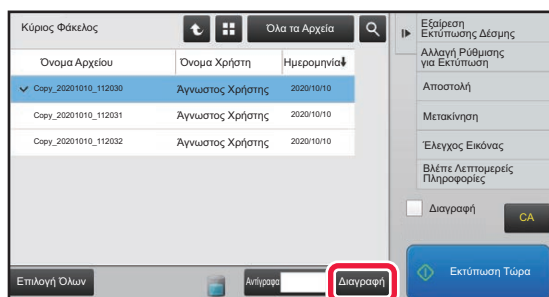 Κύριος Φάκελος
Όλα τα Αρχεία
Όνομα Αρχείου
Όνομα Χρήστη
Ημερομηνία
Copy_20201010_112030
Άγνωστος Χρήστης
2020/10/10
Copy_20201010_112031
Άγνωστος Χρήστης
2020/10/10
Copy_20201010_112032
Άγνωστος Χρήστης
2020/10/10
Επιλογή Όλων
Αντίγραφα
Διαγραφή
Εξαίρεση
Εκτύπωσης Δέσμης
Αλλαγή Ρύθμισης
για Εκτύπωση
Αποστολή
Μετακίνηση
Έλεγχος Εικόνας
Βλέπε Λεπτομερείς
Πληροφορίες
Διαγραφή
CA
Εκτύπωση Τώρα